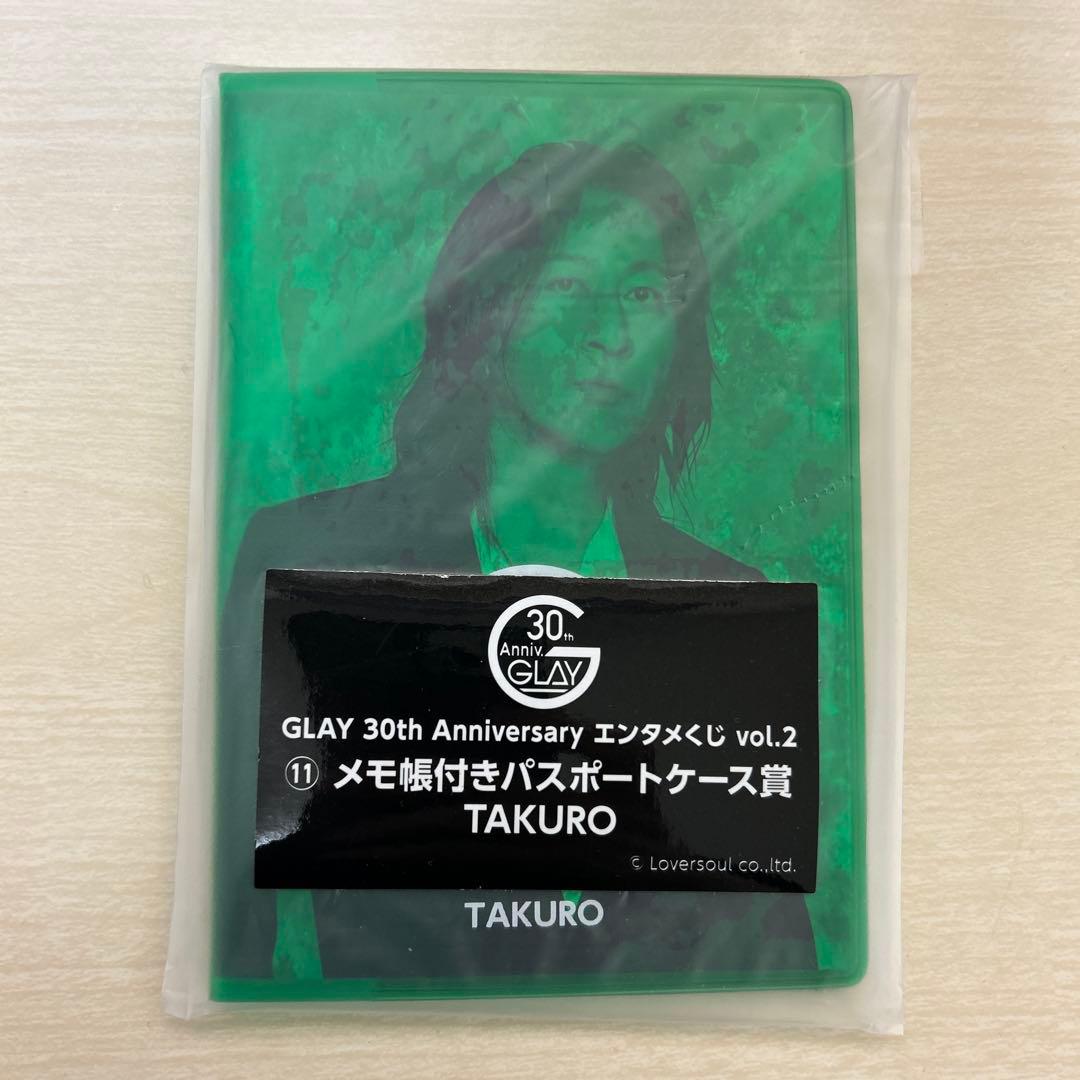 30th
Anniv.
GLAY
GLAY 30th Anniversary エンタメくじ vol.2
⑪ メモ帳付きパスポートケース賞
TAKURO
© Loversoul co.,ltd.
TAKURO